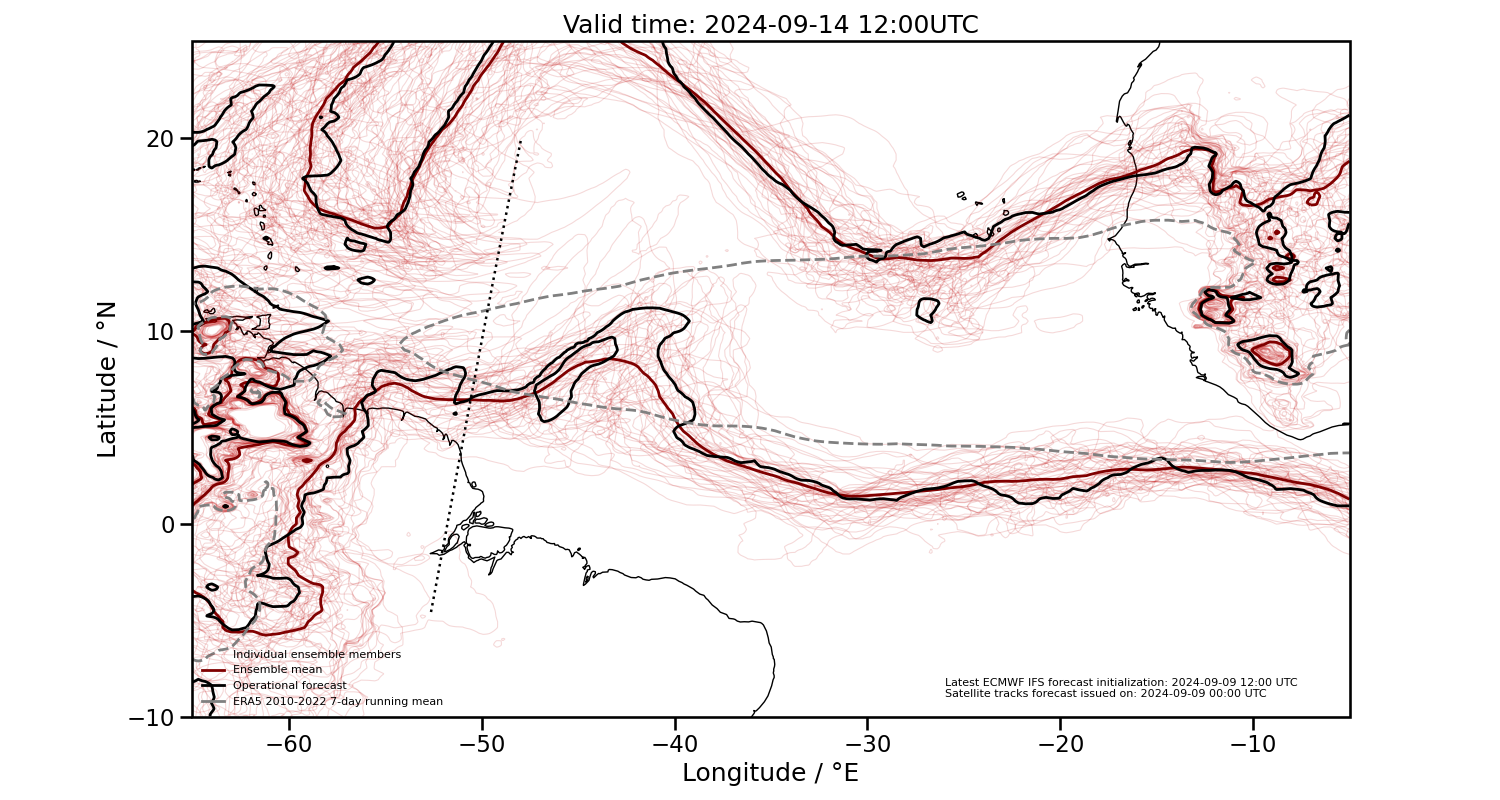 Valid time: 2024-09-14 12:00UTC
Latitude / °N
20
10
0
−10
Individual ensemble members
Ensemble mean
Operational forecast
ERA5 2010-2022 7-day running mean
Latest ECMWF IFS forecast initialization: 2024-09-09 12:00 UTC
Satellite tracks forecast issued on: 2024-09-09 00:00 UTC
−60 −50 −40 −30 −20 −10
Longitude / °E